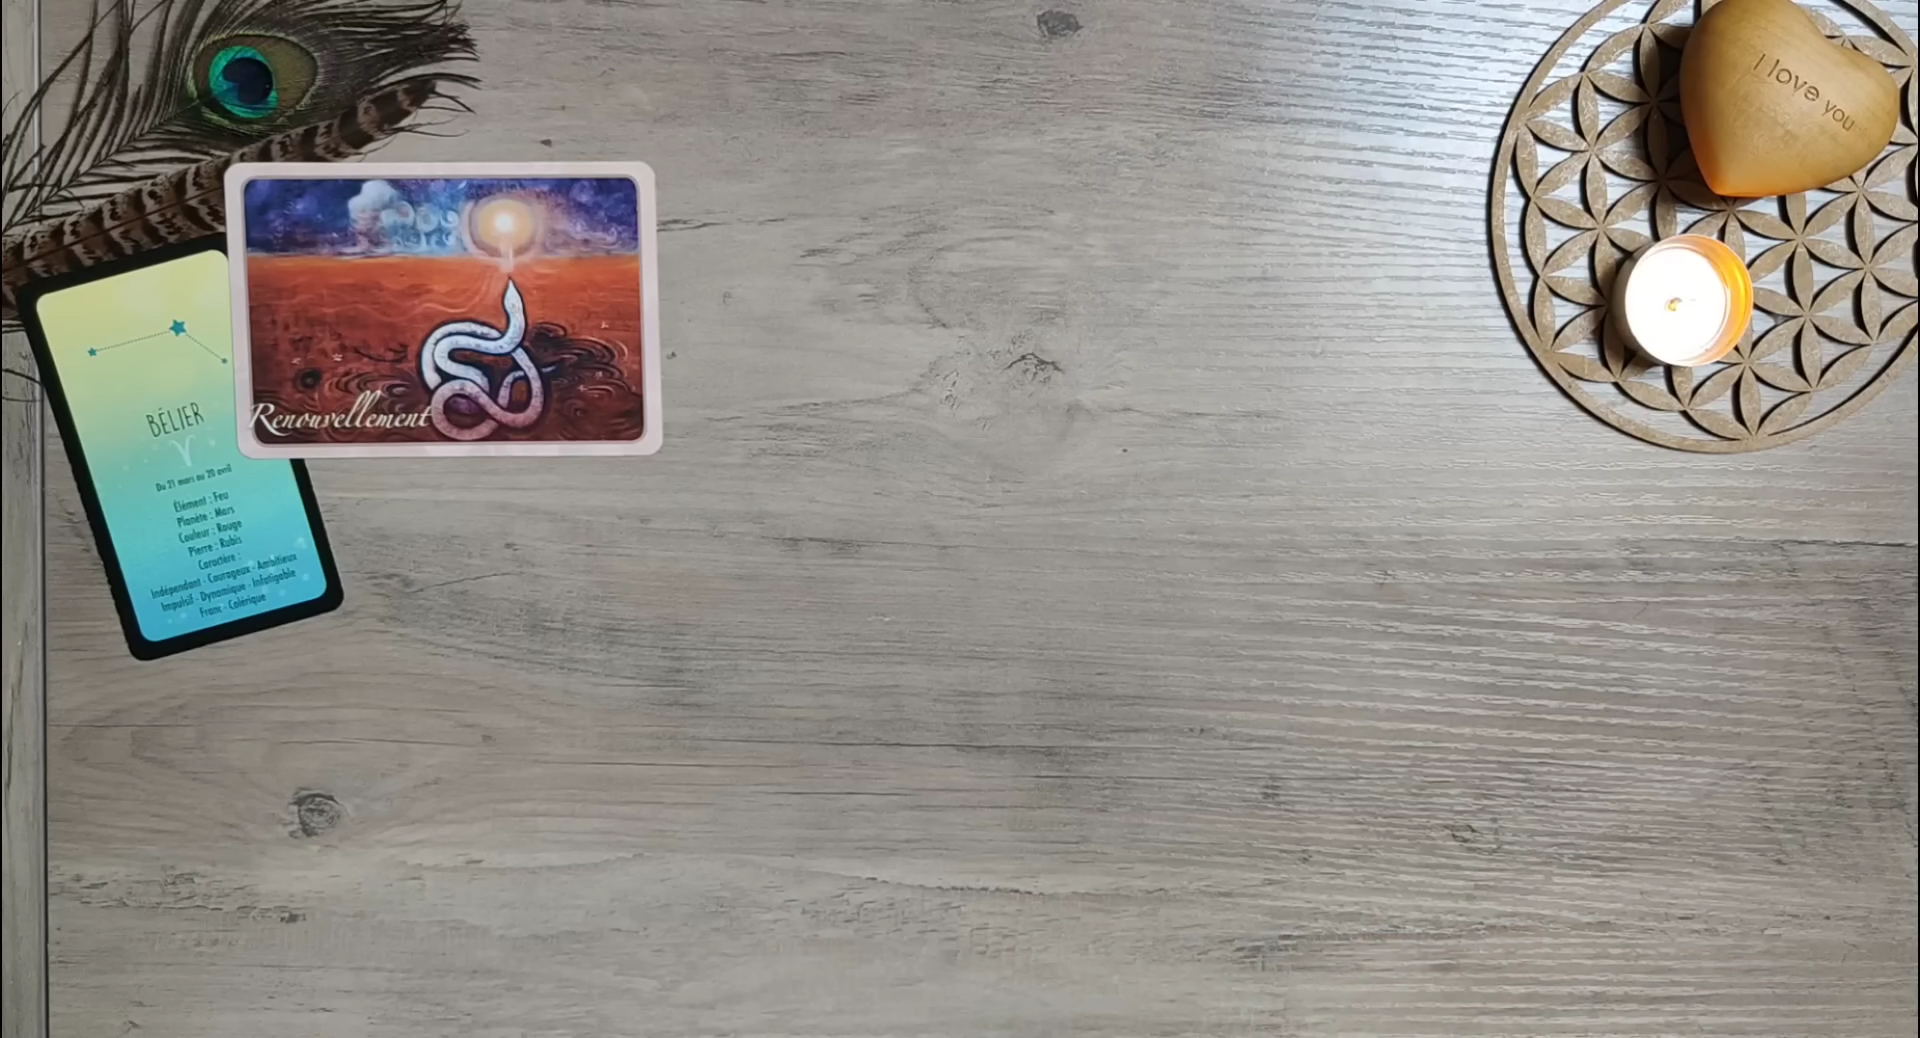 BÉLIER
Du 21 mars au 20 avril
Élément : Feu
Planète : Mars
Couleur : Rouge
Pierre : Rubis
Caractère :
Indépendant - Courageux - Ambitieux
Impulsif - Dynamique - Infatigable
Franc - Colérique
Renouvellement
I love you